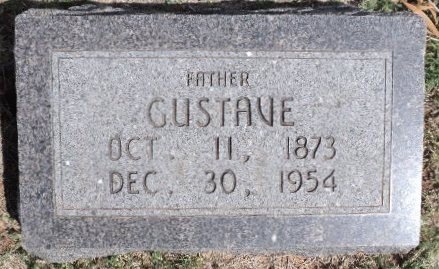 FATHER
GUSTAVE
OCT. 11, 1873
DEC. 30, 1954